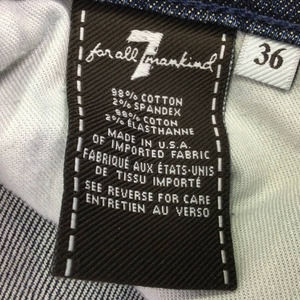 7
for all mankind
36
98% COTTON
2% SPANDEX
98% COTON
2% ÉLASTHANNE
MADE IN U.S.A.
OF IMPORTED FABRIC
FABRIQUÉ AUX ÉTATS-UNIS
DE TISSU IMPORTÉ
SEE REVERSE FOR CARE
ENTRETIEN AU VERSO